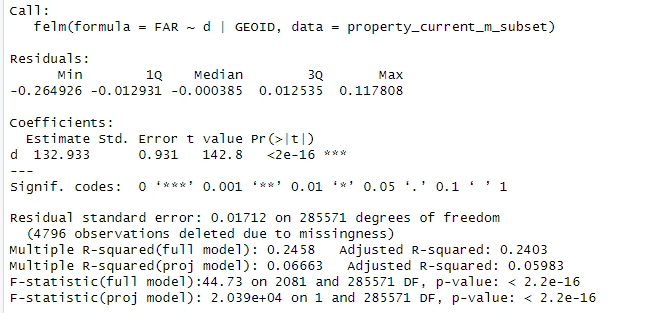 Call:
   felm(formula = FAR ~ d | GEOID, data = property_current_m_subset)
Residuals:
      Min        1Q    Median        3Q       Max
-0.264926 -0.012931 -0.000385  0.012535  0.117808
Coefficients:
  Estimate Std. Error t value Pr(>|t|)
d  132.933      0.931   142.8   <2e-16 ***
---
Signif. codes:  0 ‘***’ 0.001 ‘**’ 0.01 ‘*’ 0.05 ‘.’ 0.1 ‘ ’ 1
Residual standard error: 0.01712 on 285571 degrees of freedom
  (4796 observations deleted due to missingness)
Multiple R-squared(full model): 0.2458   Adjusted R-squared: 0.2403
Multiple R-squared(proj model): 0.06663   Adjusted R-squared: 0.05983
F-statistic(full model):44.73 on 2081 and 285571 DF, p-value: < 2.2e-16
F-statistic(proj model): 2.039e+04 on 1 and 285571 DF, p-value: < 2.2e-16